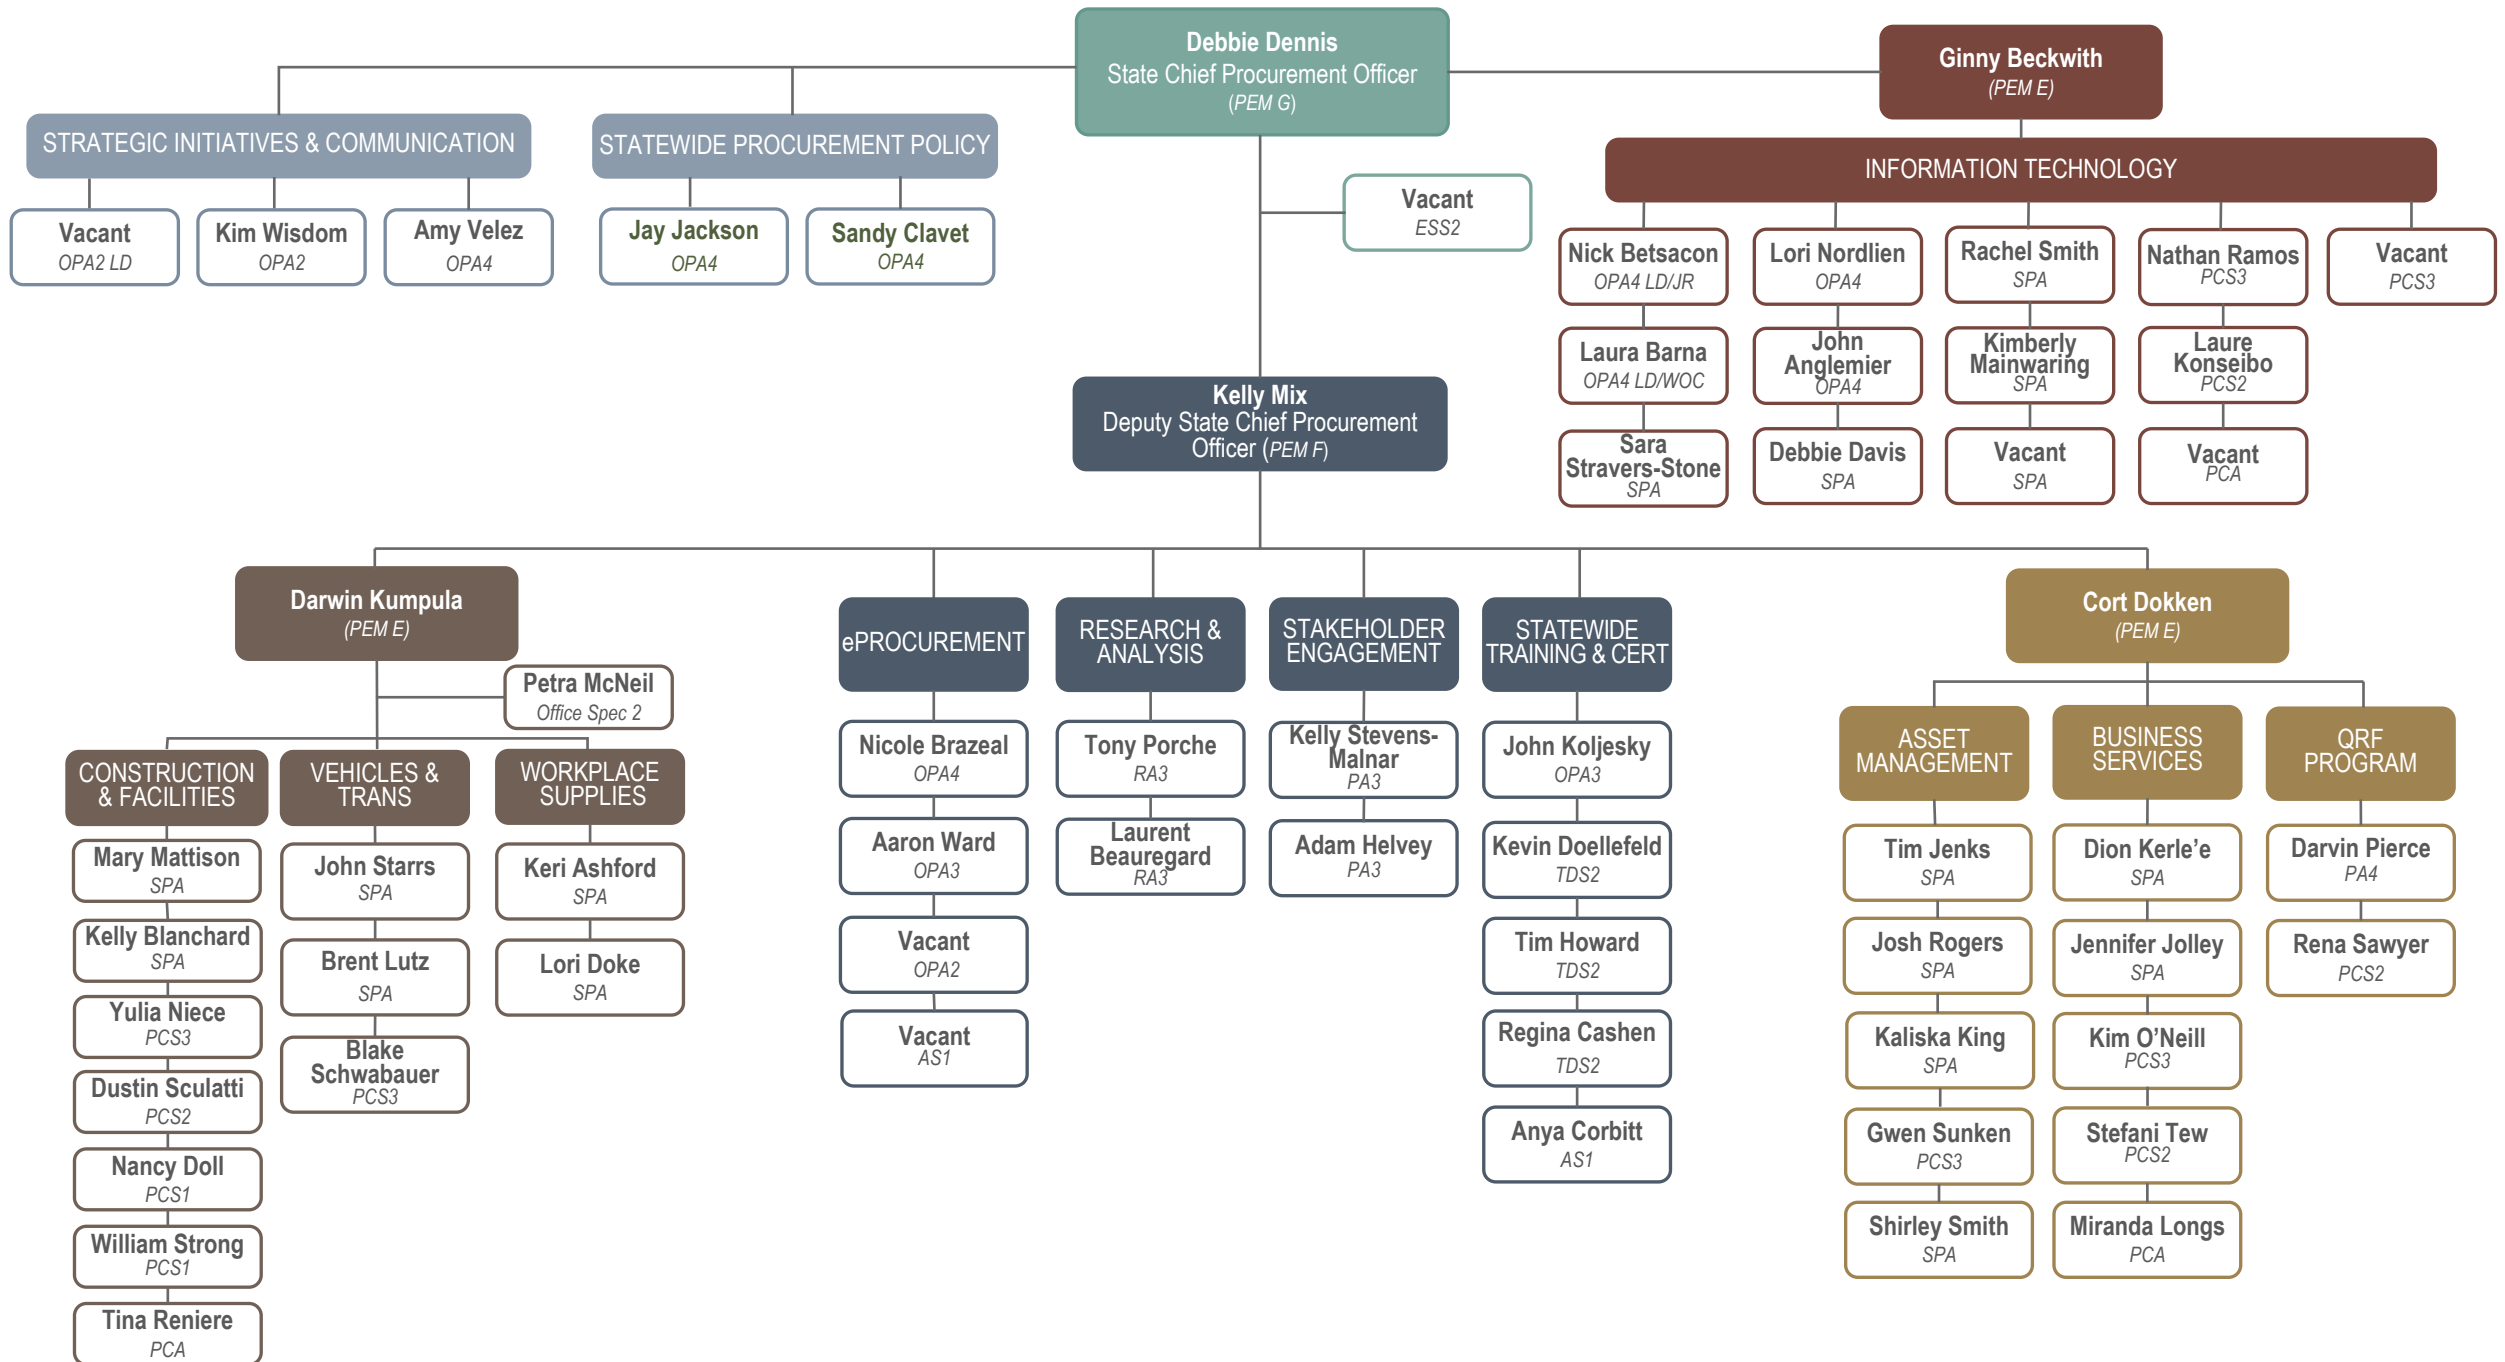 Debbie Dennis
State Chief Procurement Officer
(PEM G)
Ginny Beckwith
(PEM E)
STRATEGIC INITIATIVES & COMMUNICATION
STATEWIDE PROCUREMENT POLICY
INFORMATION TECHNOLOGY
Vacant
OPA2 LD
Kim Wisdom
OPA2
Amy Velez
OPA4
Jay Jackson
OPA4
Sandy Clavet
OPA4
Vacant
ESS2
Nick Betsacon
OPA4 LD/JR
Lori Nordlien
OPA4
Rachel Smith
SPA
Nathan Ramos
PCS3
Vacant
PCS3
Laura Barna
OPA4 LD/WOC
John
Anglemier
OPA4
Kimberly
Mainwaring
SPA
Laure
Konseibo
PCS2
Sara
Stravers-Stone
SPA
Debbie Davis
SPA
Vacant
SPA
Vacant
PCA
Kelly Mix
Deputy State Chief Procurement
Officer (PEM F)
Darwin Kumpula
(PEM E)
Petra McNeil
Office Spec 2
CONSTRUCTION
& FACILITIES
Mary Mattison
SPA
Kelly Blanchard
SPA
Yulia Niece
PCS3
Dustin Sculatti
PCS2
Nancy Doll
PCS1
William Strong
PCS1
Tina Reniere
PCA
VEHICLES &
TRANS
John Starrs
SPA
Brent Lutz
SPA
Blake
Schwabauer
PCS3
WORKPLACE
SUPPLIES
Keri Ashford
SPA
Lori Doke
SPA
ePROCUREMENT
Nicole Brazeal
OPA4
Aaron Ward
OPA3
Vacant
OPA2
Vacant
AS1
RESEARCH &
ANALYSIS
Tony Porche
RA3
Laurent
Beauregard
RA3
STAKEHOLDER
ENGAGEMENT
Kelly Stevens-
Malnar
PA3
Adam Helvey
PA3
STATEWIDE
TRAINING & CERT
John Koljesky
OPA3
Kevin Doellefeld
TDS2
Tim Howard
TDS2
Regina Cashen
TDS2
Anya Corbitt
AS1
Cort Dokken
(PEM E)
ASSET
MANAGEMENT
Tim Jenks
SPA
Josh Rogers
SPA
Kaliska King
SPA
Gwen Sunken
PCS3
Shirley Smith
SPA
BUSINESS
SERVICES
Dion Kerle’e
SPA
Jennifer Jolley
SPA
Kim O’Neill
PCS3
Stefani Tew
PCS2
Miranda Longs
PCA
QRF
PROGRAM
Darvin Pierce
PA4
Rena Sawyer
PCS2